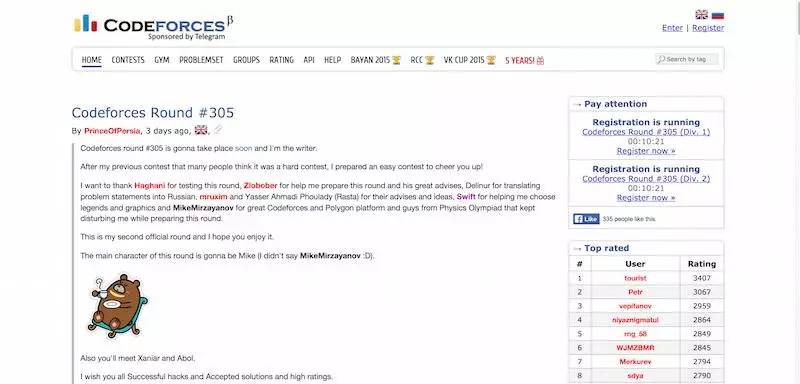 CODEFORCES β
Sponsored by Telegram
Enter | Register
HOME CONTESTS GYM PROBLEMSET GROUPS RATING API HELP BAYAN 2015 RCC VK CUP 2015 5 YEARS!
Search by tag
Codeforces Round #305
By PrinceOfPersia, 3 days ago,
Codeforces round #305 is gonna take place soon and I'm the writer.
After my previous contest that many people think it was a hard contest, I prepared an easy contest to cheer you up!
I want to thank Haghani for testing this round, Zlobober for help me prepare this round and his great advises, Delinur for translating
problem statements into Russian, mruxim and Yasser Ahmadi Phoulady (Rasta) for their advises and ideas, Swift for helping me choose
legends and graphics and MikeMirzayanov for great Codeforces and Polygon platform and guys from Physics Olympiad that kept
disturbing me while preparing this round.
This is my second official round and I hope you enjoy it.
The main character of this round is gonna be Mike (I didn't say MikeMirzayanov :D).
Also you'll meet Xaniar and Abol.
I wish you all Successful hacks and Accepted solutions and high ratings.
→ Pay attention
Registration is running
Codeforces Round #305 (Div. 1)
00:10:21
Register now »
Registration is running
Codeforces Round #305 (Div. 2)
00:10:21
Register now »
Like 335 people like this.
→ Top rated
# User Rating
1 tourist 3407
2 Petr 3067
3 vepifanov 2959
4 niyaznigmatul 2864
5 rng_58 2849
6 WJMZBMR 2845
7 Merkurev 2794
8 sdya 2790